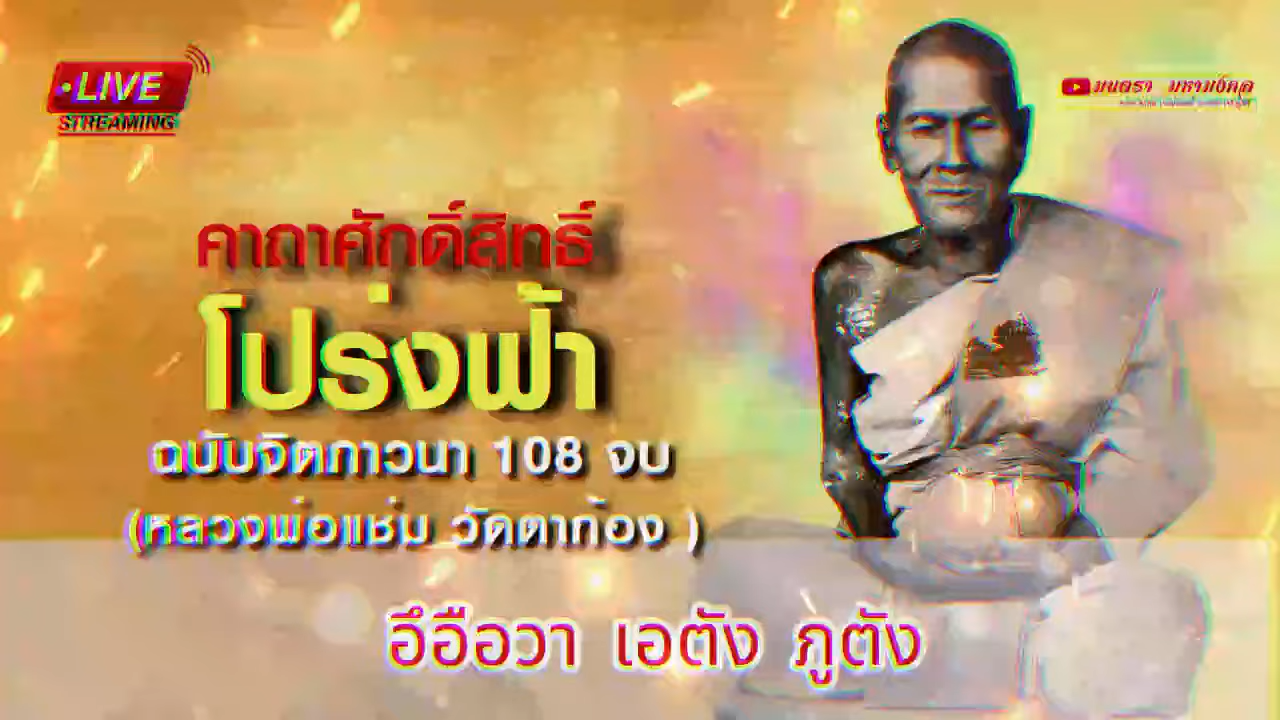 LIVE
STREAMING
มนตรา มหามงคล
คาถาศักดิ์สิทธิ์
โปร่งฟ้า
ฉบับจิตภาวนา 108 จบ
(หลวงพ่อแช่ม วัดตาก้อง )
อึอืออวา เอตัง ภูตัง